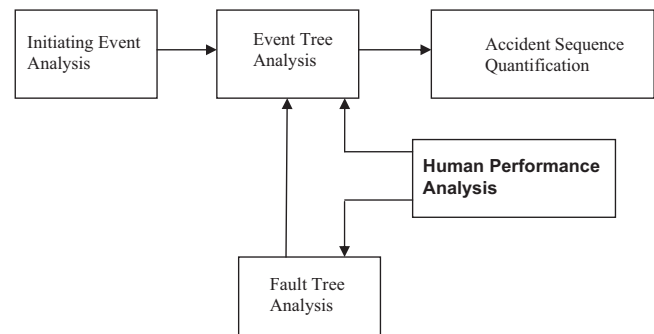 Initiating Event
Analysis
Event Tree
Analysis
Accident Sequence
Quantification
Human Performance
Analysis
Fault Tree
Analysis